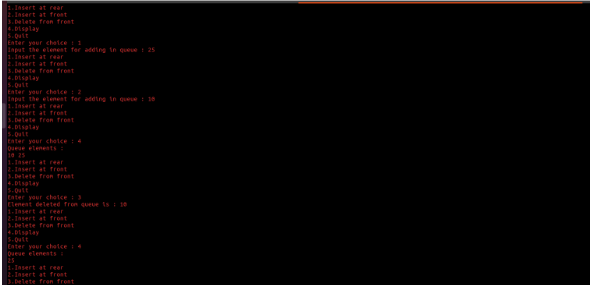 1.Insert at rear
2.Insert at front
3.Delete from front
4.Display
5.Quit
Enter your choice : 1
Input the element for adding in queue : 25
1.Insert at rear
2.Insert at front
3.Delete from front
4.Display
5.Quit
Enter your choice : 2
Input the element for adding in queue : 10
1.Insert at rear
2.Insert at front
3.Delete from front
4.Display
5.Quit
Enter your choice : 4
Queue elements :
10 25
1.Insert at rear
2.Insert at front
3.Delete from front
4.Display
5.Quit
Enter your choice : 3
Element deleted from queue is : 10
1.Insert at rear
2.Insert at front
3.Delete from front
4.Display
5.Quit
Enter your choice : 4
Queue elements :
25
1.Insert at rear
2.Insert at front
3.Delete from front